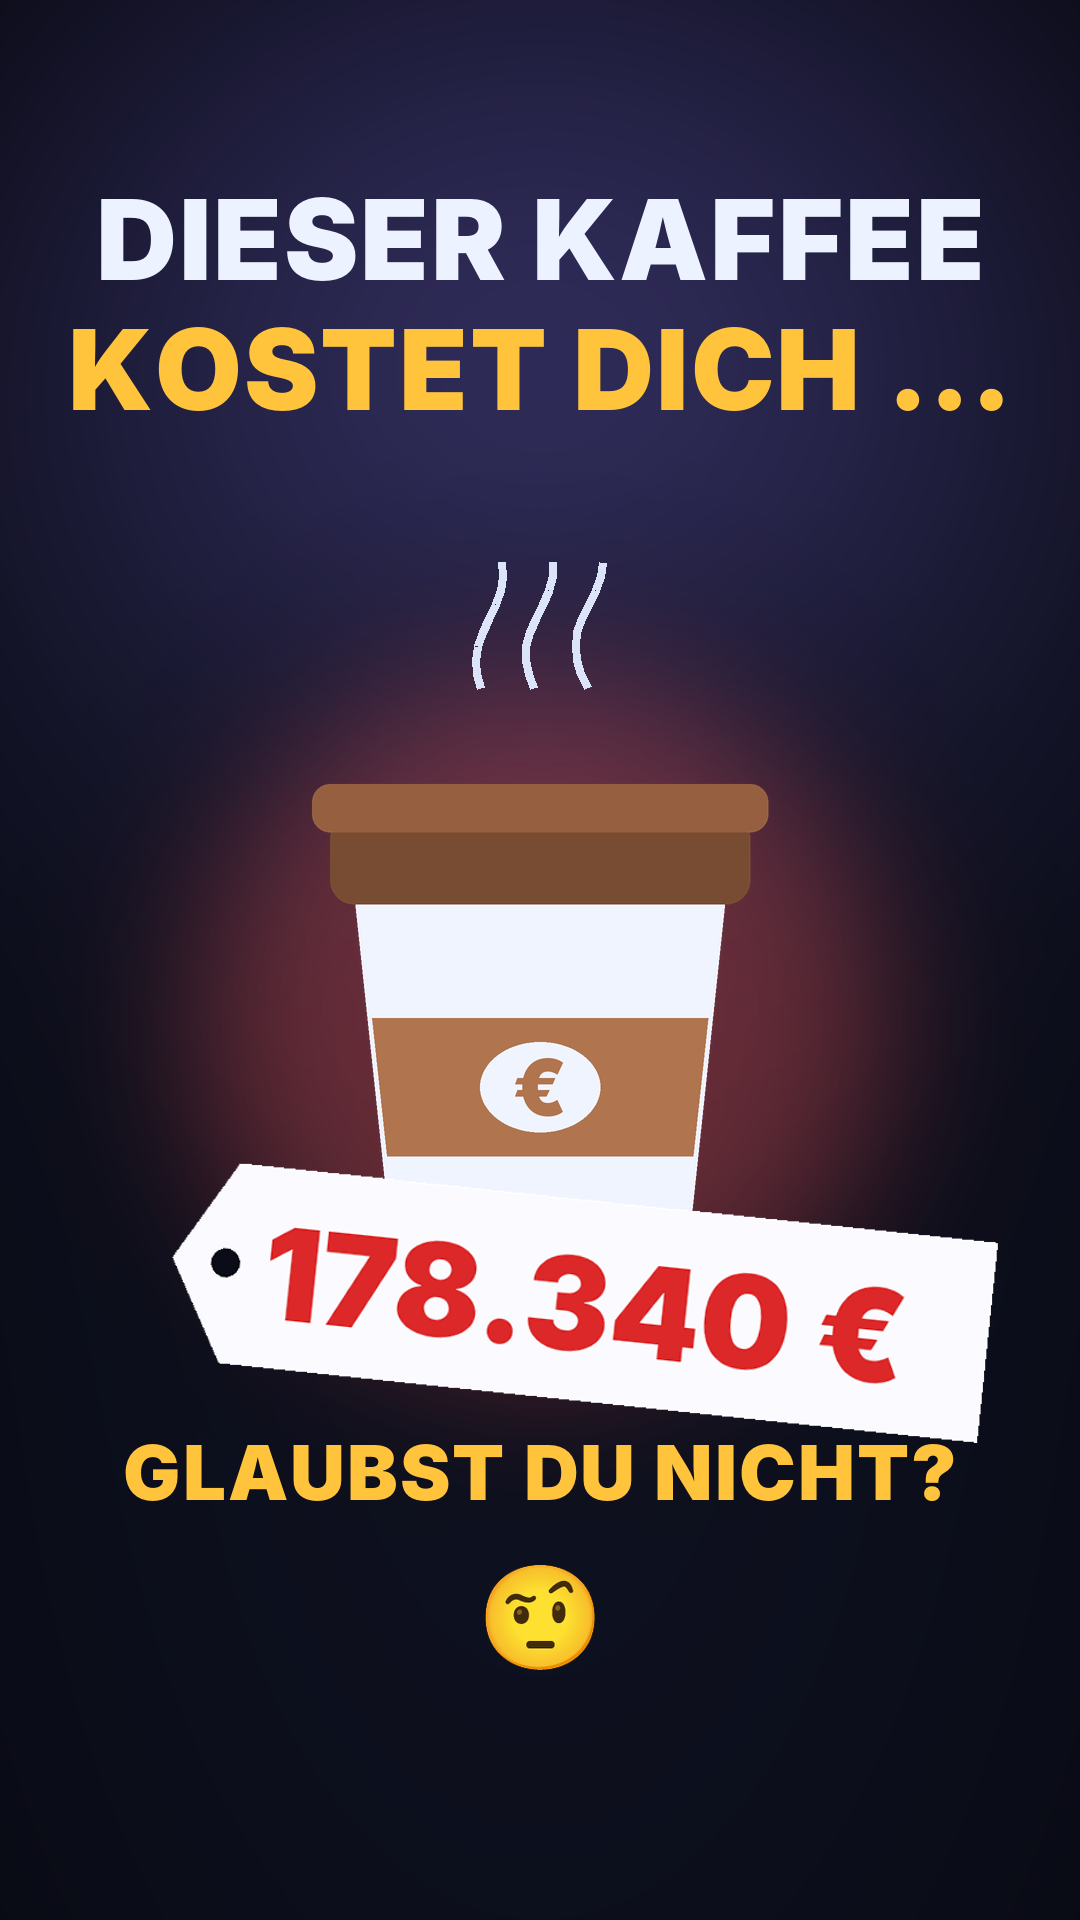 DIESER KAFFEE
KOSTET DICH ...
€
178.340 €
GLAUBST DU NICHT?